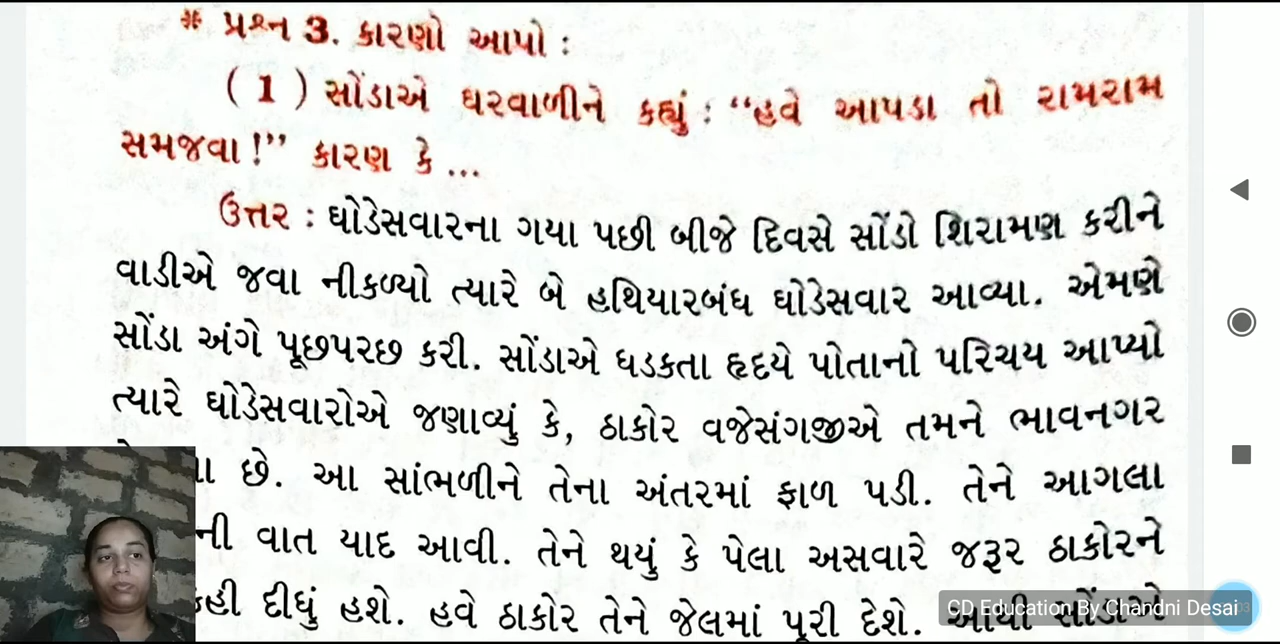 * પ્રશ્ન 3. કારણો આપો :
(1) સોંડાએ ઘરવાળીને કહ્યું : “હવે આપડા તો રામરામ
સમજવા !” કારણ કે ...
ઉત્તર : ઘોડેસવારના ગયા પછી બીજે દિવસે સોંડો શિરામણ કરીને
વાડીએ જવા નીકળ્યો ત્યારે બે હથિયારબંધ ઘોડેસવાર આવ્યા. એમણે
સોંડા અંગે પૂછપરછ કરી. સોંડાએ ધડકતા હૃદયે પોતાનો પરિચય આપ્યો
ત્યારે ઘોડેસવારોએ જણાવ્યું કે, ઠાકોર વજેસંગજીએ તમને ભાવનગર
છે. આ સાંભળીને તેના અંતરમાં ફાળ પડી. તેને આગલા
ની વાત યાદ આવી. તેને થયું કે પેલા અસવારે જરૂર ઠાકોરને
કહી દીધું હશે. હવે ઠાકોર તેને જેલમાં પૂરી દેશે. આથી સોંડાએ
CD Education By Chandni Desai